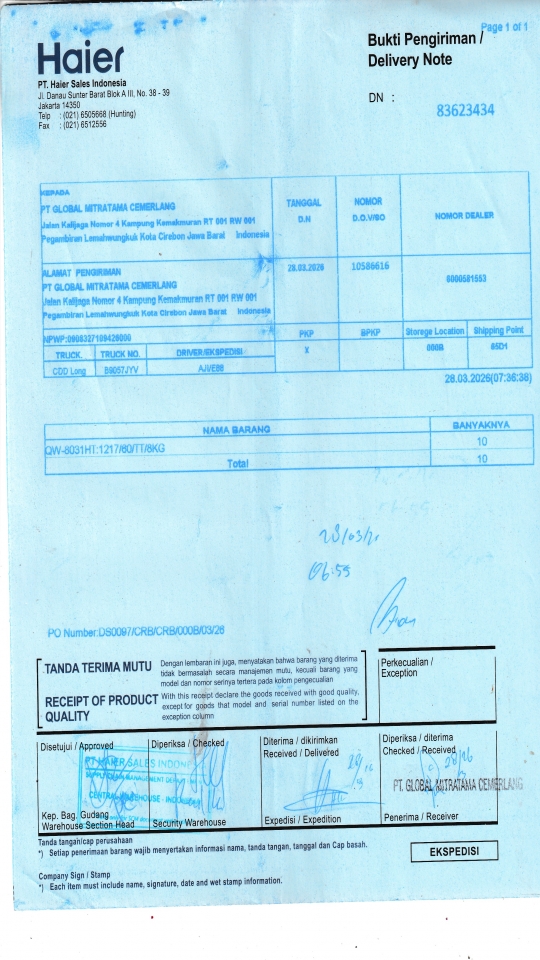 Page 1 of 1
Haier
Bukti Pengiriman /
Delivery Note
PT. Haier Sales Indonesia
Jl. Danau Sunter Barat Blok A III, No. 38 - 39
Jakarta 14350
Telp : (021) 6505668 (Hunting)
Fax : (021) 6512556
DN : 83623434
KEPADA
PT GLOBAL MITRATAMA CEMERLANG
Jalan Kalijaga Nomor 4 Kampung Kemakmuran RT 001 RW 001
Pegambiran Lemahwungkuk Kota Cirebon Jawa Barat Indonesia
TANGGAL
D.N
NOMOR
D.O.V/SO
NOMOR DEALER
ALAMAT PENGIRIMAN
PT GLOBAL MITRATAMA CEMERLANG
Jalan Kalijaga Nomor 4 Kampung Kemakmuran RT 001 RW 001
Pegambiran Lemahwungkuk Kota Cirebon Jawa Barat Indonesia
28.03.2026
10586616
NPWP:0908327109426000
PKP
BPKP
Storege Location
Shipping Point
TRUCK.
TRUCK NO.
DRIVER/EKSPEDISI
X
000B
85D1
CDD Long
B9057JYV
28.03.2026(07:36:38)
NAMA BARANG
BANYAKNYA
QW-8031HT:1217/60/TT/8KG
10
Total
10
06:55
PO Number:DS0097/CRB/CRB/000B/03/26
TANDA TERIMA MUTU
Dengan lembaran ini juga, menyatakan bahwa barang yang diterima
tidak bermasalah secara manajemen mutu, kecuali barang yang
model dan nomor serinya tertera pada kolom pengecualian
RECEIPT OF PRODUCT
QUALITY
With this receipt declare the goods received with good quality,
except for goods that model and serial number listed on the
exception column
Perkecualian /
Exception
Disetujui / Approved
Diperiksa / Checked
Diterima / dikirimkan
Received / Delivered
Diperiksa / diterima
Checked / Received
PT HAIER SALES INDONE
CENTRAL WAREHOUSE - INDONESIA
PT. GLOBAL MITRATAMA CEMERLANG
Kep. Bag. Gudang
Warehouse Section Head
Security Warehouse
Expedisi / Expedition
Penerima / Receiver
Tanda tangah/cap perusahaan
*) Setiap penerimaan barang wajib menyertakan informasi nama, tanda tangan, tanggal dan Cap basah.
EKSPEDISI
Company Sign / Stamp
*) Each item must include name, signature, date and wet stamp information.